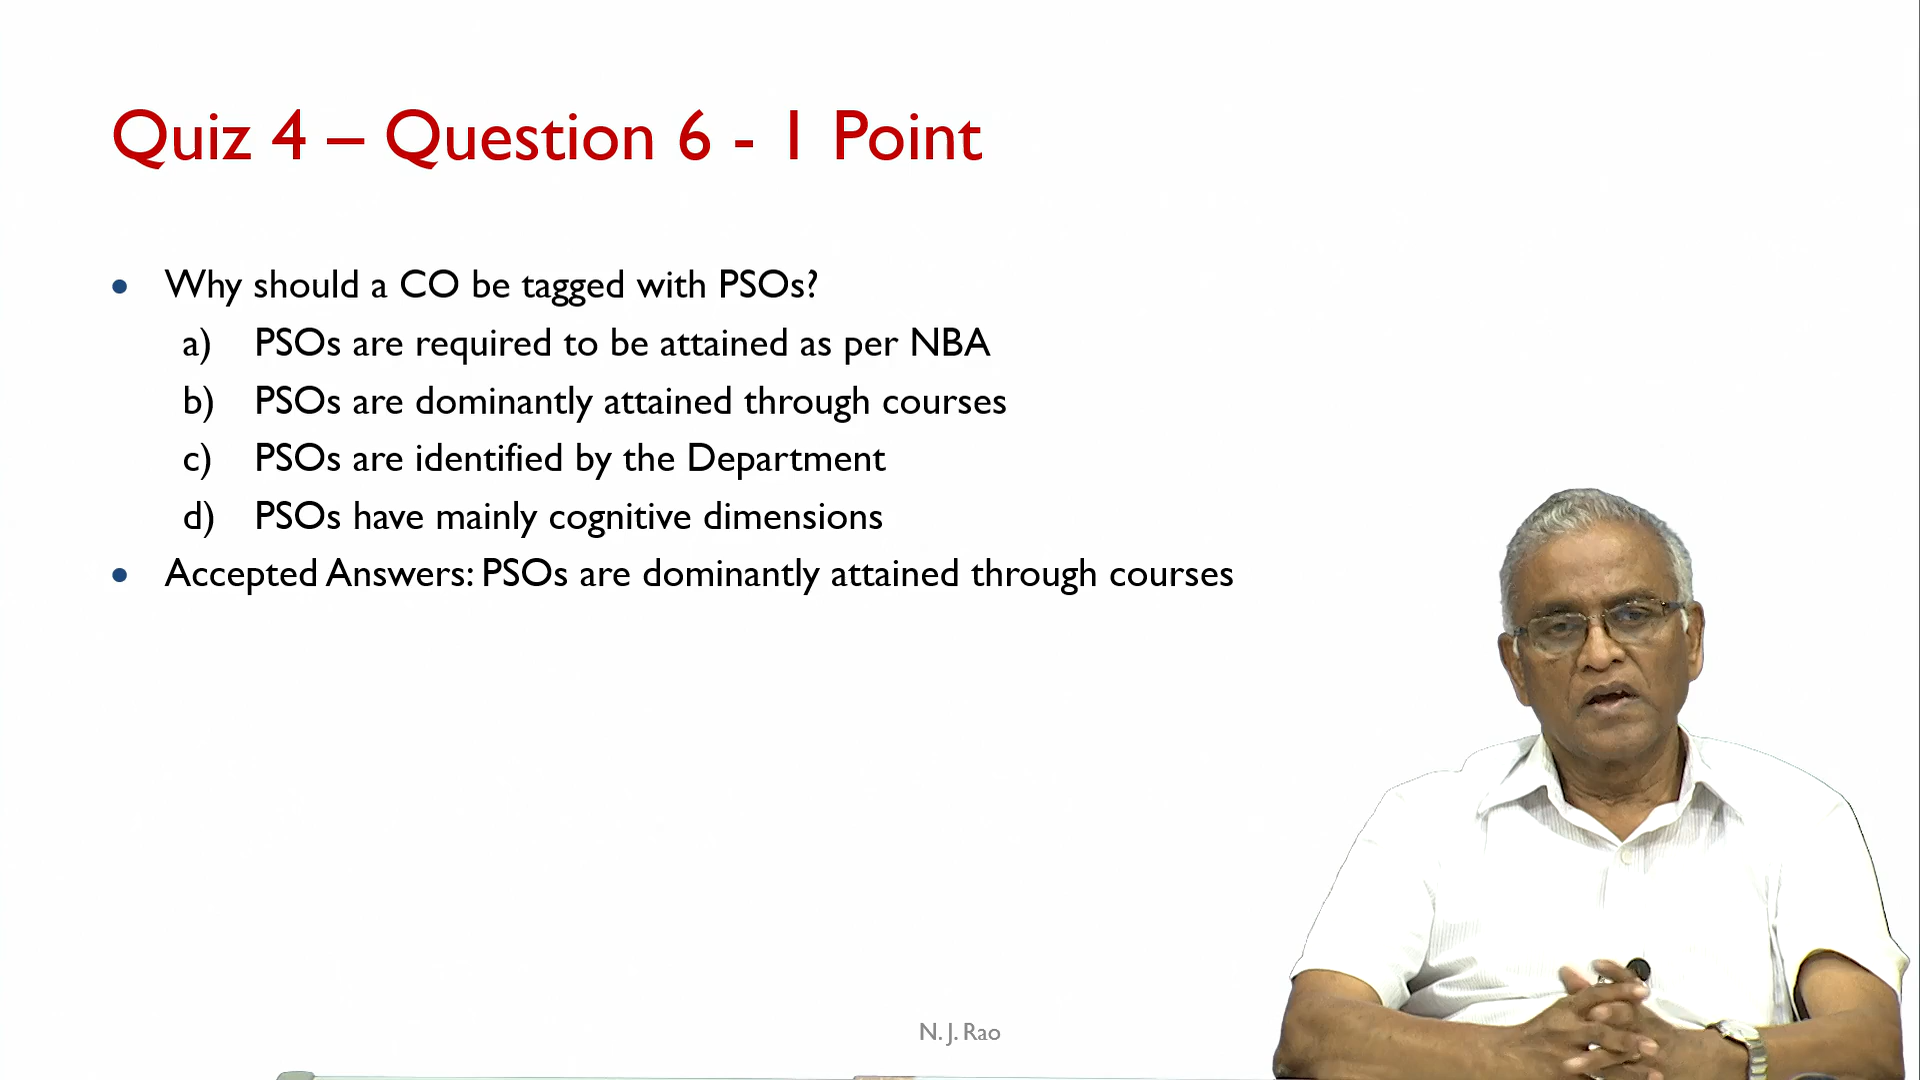 Quiz 4 – Question 6 - 1 Point
• Why should a CO be tagged with PSOs?
a) PSOs are required to be attained as per NBA
b) PSOs are dominantly attained through courses
c) PSOs are identified by the Department
d) PSOs have mainly cognitive dimensions
• Accepted Answers: PSOs are dominantly attained through courses
N. J. Rao